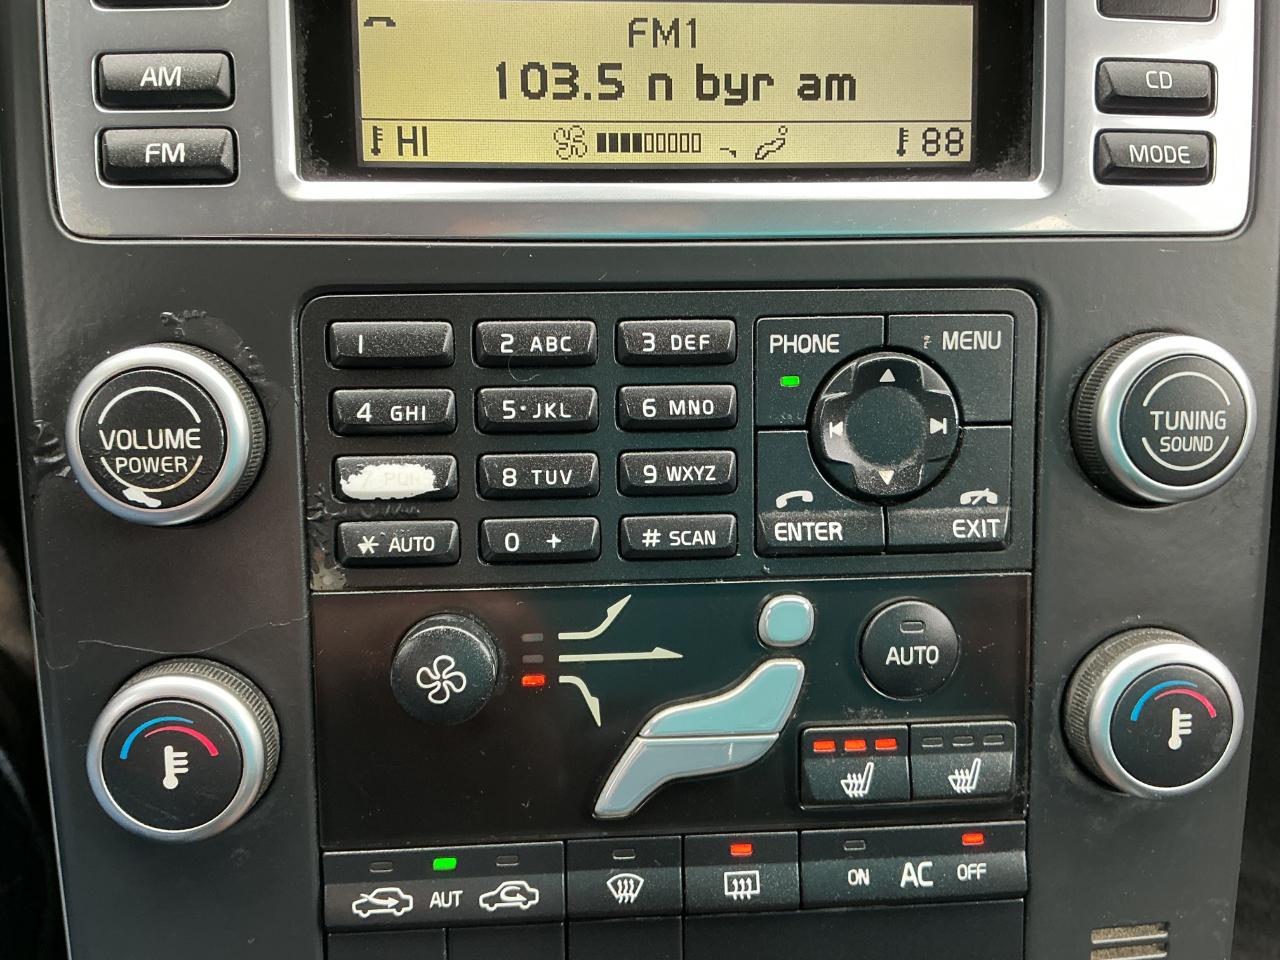 FM1
AM
103.5 n byr am
CD
FM
HI
88
MODE
1
2 ABC
3 DEF
PHONE
MENU
4 GHI
5 JKL
6 MNO
VOLUME
POWER
TUNING
SOUND
7 PQR
8 TUV
9 WXYZ
* AUTO
0 +
# SCAN
ENTER
EXIT
AUTO
AUT
ON
AC
OFF